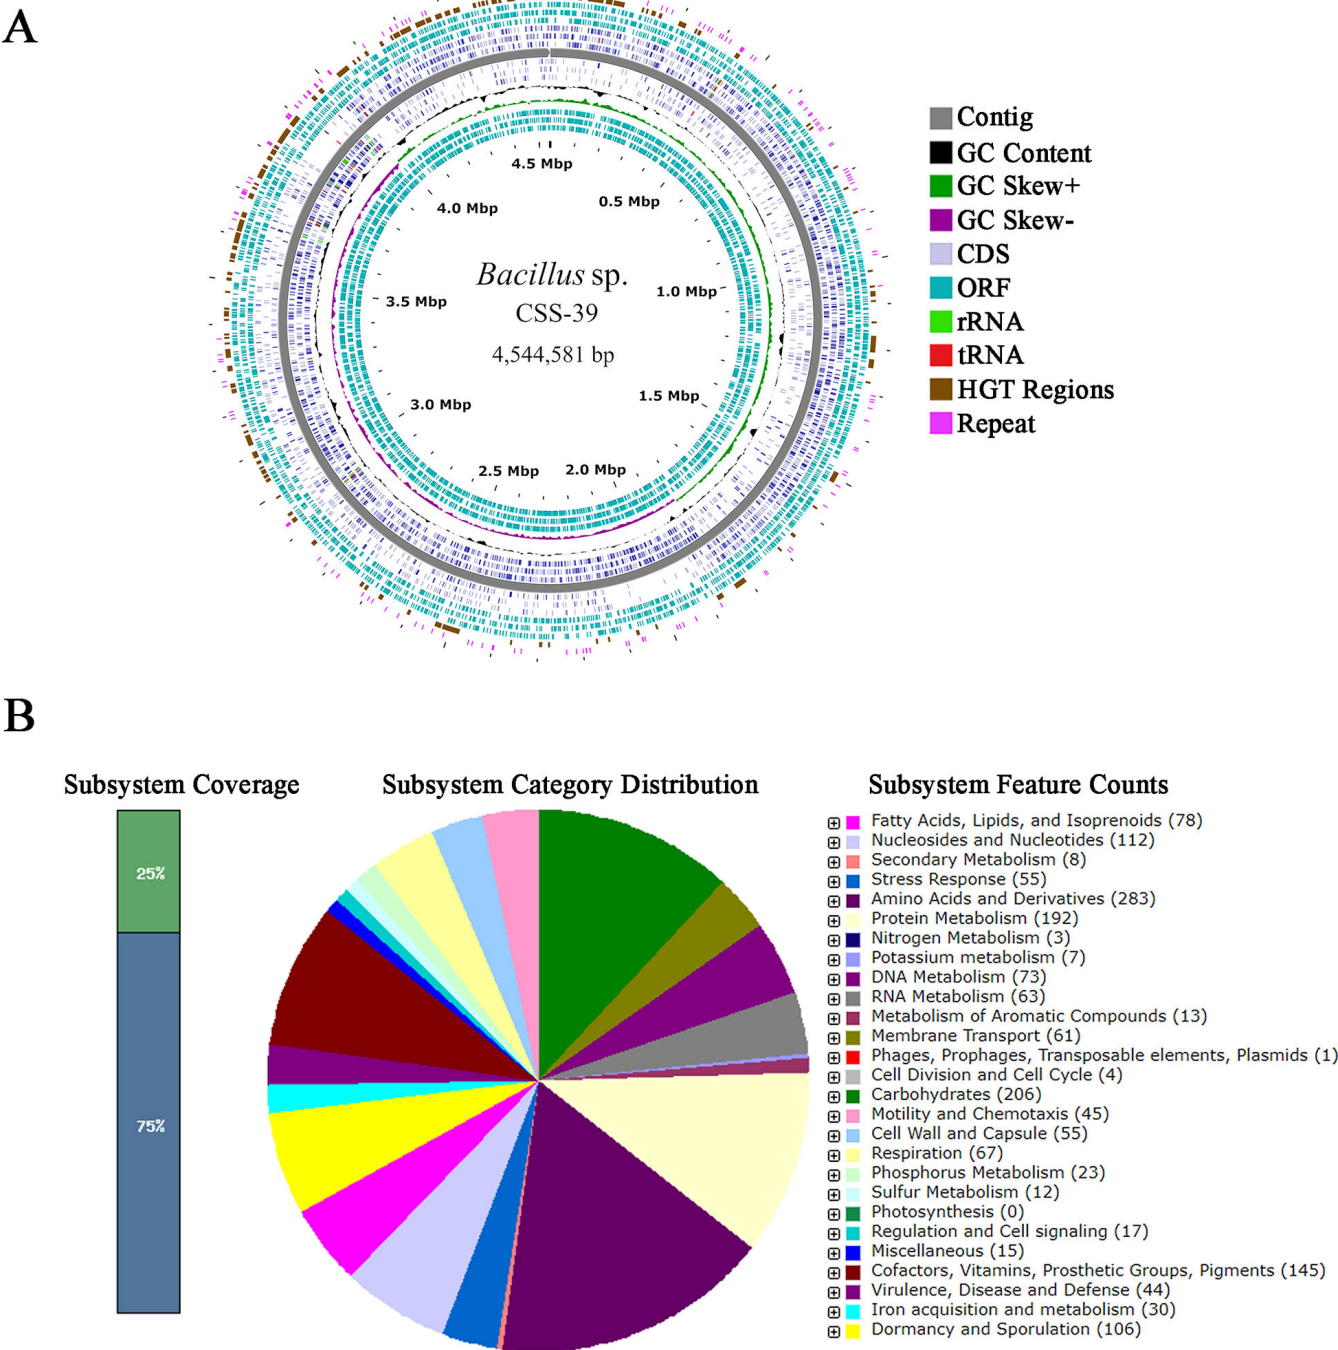 A
4.5 Mbp
0.5 Mbp
1.0 Mbp
1.5 Mbp
2.0 Mbp
2.5 Mbp
3.0 Mbp
3.5 Mbp
4.0 Mbp
Bacillus sp.
CSS-39
4,544,581 bp
Contig
GC Content
GC Skew+
GC Skew-
CDS
ORF
rRNA
tRNA
HGT Regions
Repeat
B
Subsystem Coverage
25%
75%
Subsystem Category Distribution
Subsystem Feature Counts
Fatty Acids, Lipids, and Isoprenoids (78)
Nucleosides and Nucleotides (112)
Secondary Metabolism (8)
Stress Response (55)
Amino Acids and Derivatives (283)
Protein Metabolism (192)
Nitrogen Metabolism (3)
Potassium metabolism (7)
DNA Metabolism (73)
RNA Metabolism (63)
Metabolism of Aromatic Compounds (13)
Membrane Transport (61)
Phages, Prophages, Transposable elements, Plasmids (1)
Cell Division and Cell Cycle (4)
Carbohydrates (206)
Motility and Chemotaxis (45)
Cell Wall and Capsule (55)
Respiration (67)
Phosphorus Metabolism (23)
Sulfur Metabolism (12)
Photosynthesis (0)
Regulation and Cell signaling (17)
Miscellaneous (15)
Cofactors, Vitamins, Prosthetic Groups, Pigments (145)
Virulence, Disease and Defense (44)
Iron acquisition and metabolism (30)
Dormancy and Sporulation (106)